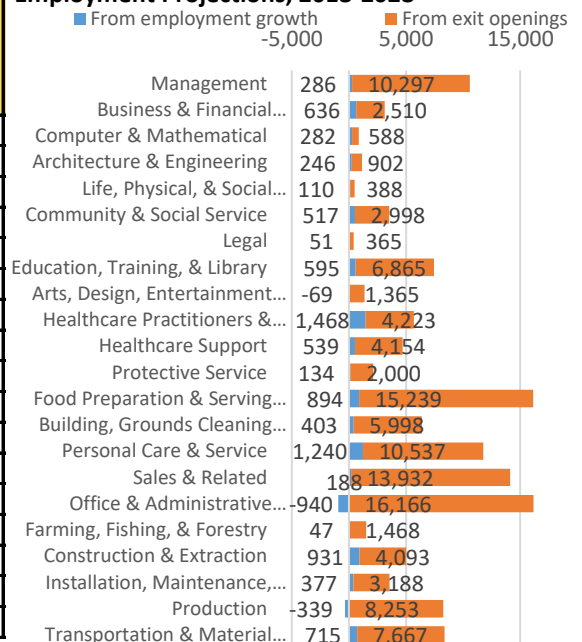 From employment growth From exit openings
-5,000 5,000 15,000
Management 286 10,297
Business & Financial... 636 2,510
Computer & Mathematical 282 588
Architecture & Engineering 246 902
Life, Physical, & Social... 110 388
Community & Social Service 517 2,998
Legal 51 365
Education, Training, & Library 595 6,865
Arts, Design, Entertainment... -69 1,365
Healthcare Practitioners &... 1,468 4,223
Healthcare Support 539 4,154
Protective Service 134 2,000
Food Preparation & Serving... 894 15,239
Building, Grounds Cleaning... 403 5,998
Personal Care & Service 1,240 10,537
Sales & Related 188 13,932
Office & Administrative... -940 16,166
Farming, Fishing, & Forestry 47 1,468
Construction & Extraction 931 4,093
Installation, Maintenance,... 377 3,188
Production -339 8,253
Transportation & Material... 715 7,667